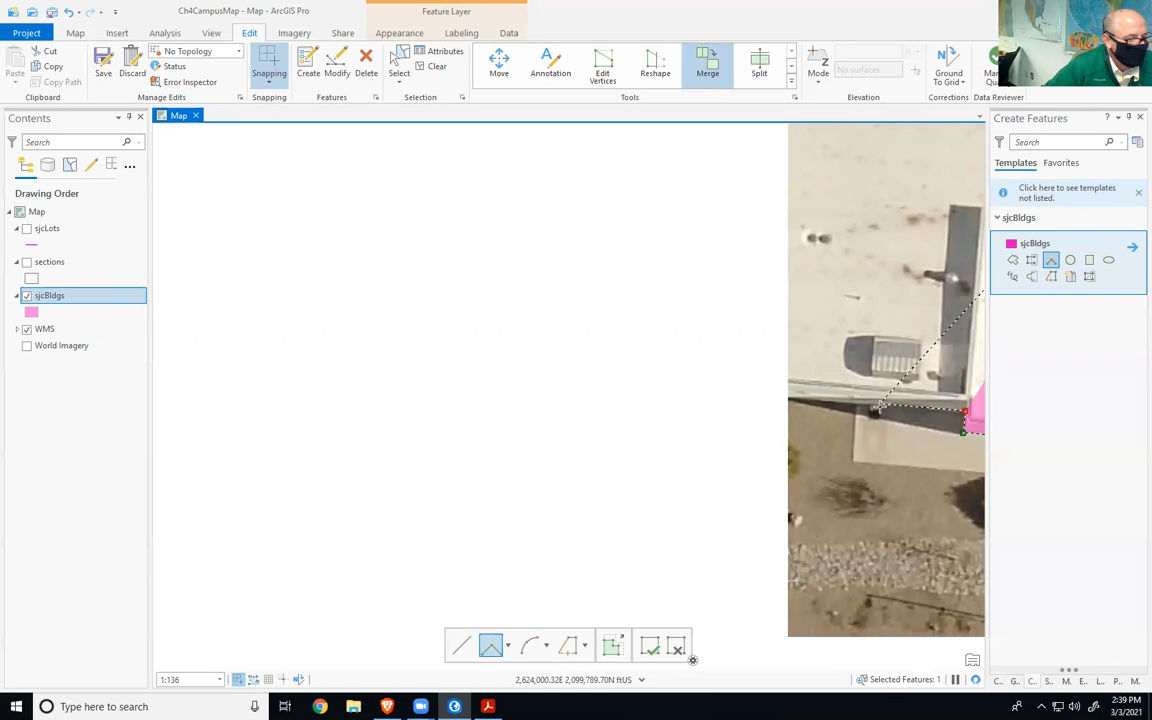 Ch4CampusMap - Map - ArcGIS Pro
Feature Layer
Project
Map
Insert
Analysis
View
Edit
Imagery
Share
Appearance
Labeling
Data
Paste
Cut
Copy
Copy Path
Clipboard
Save
Discard
No Topology
Status
Error Inspector
Manage Edits
Snapping
Snapping
Create
Modify
Delete
Features
Select
Attributes
Clear
Selection
Move
Annotation
Edit Vertices
Reshape
Merge
Split
Tools
Mode
No surfaces
Elevation
Ground To Grid
Corrections
Data Reviewer
Contents
Search
Drawing Order
Map
sjcLots
sections
sjcBldgs
WMS
World Imagery
Map
Create Features
Search
Templates
Favorites
Click here to see templates not listed.
sjcBldgs
sjcBldgs
1:136
2,624,000.32E 2,099,789.70N ftUS
Selected Features: 1
C...
G...
C...
S...
M...
E...
L...
P...
M...
Type here to search
2:39 PM
3/3/2021